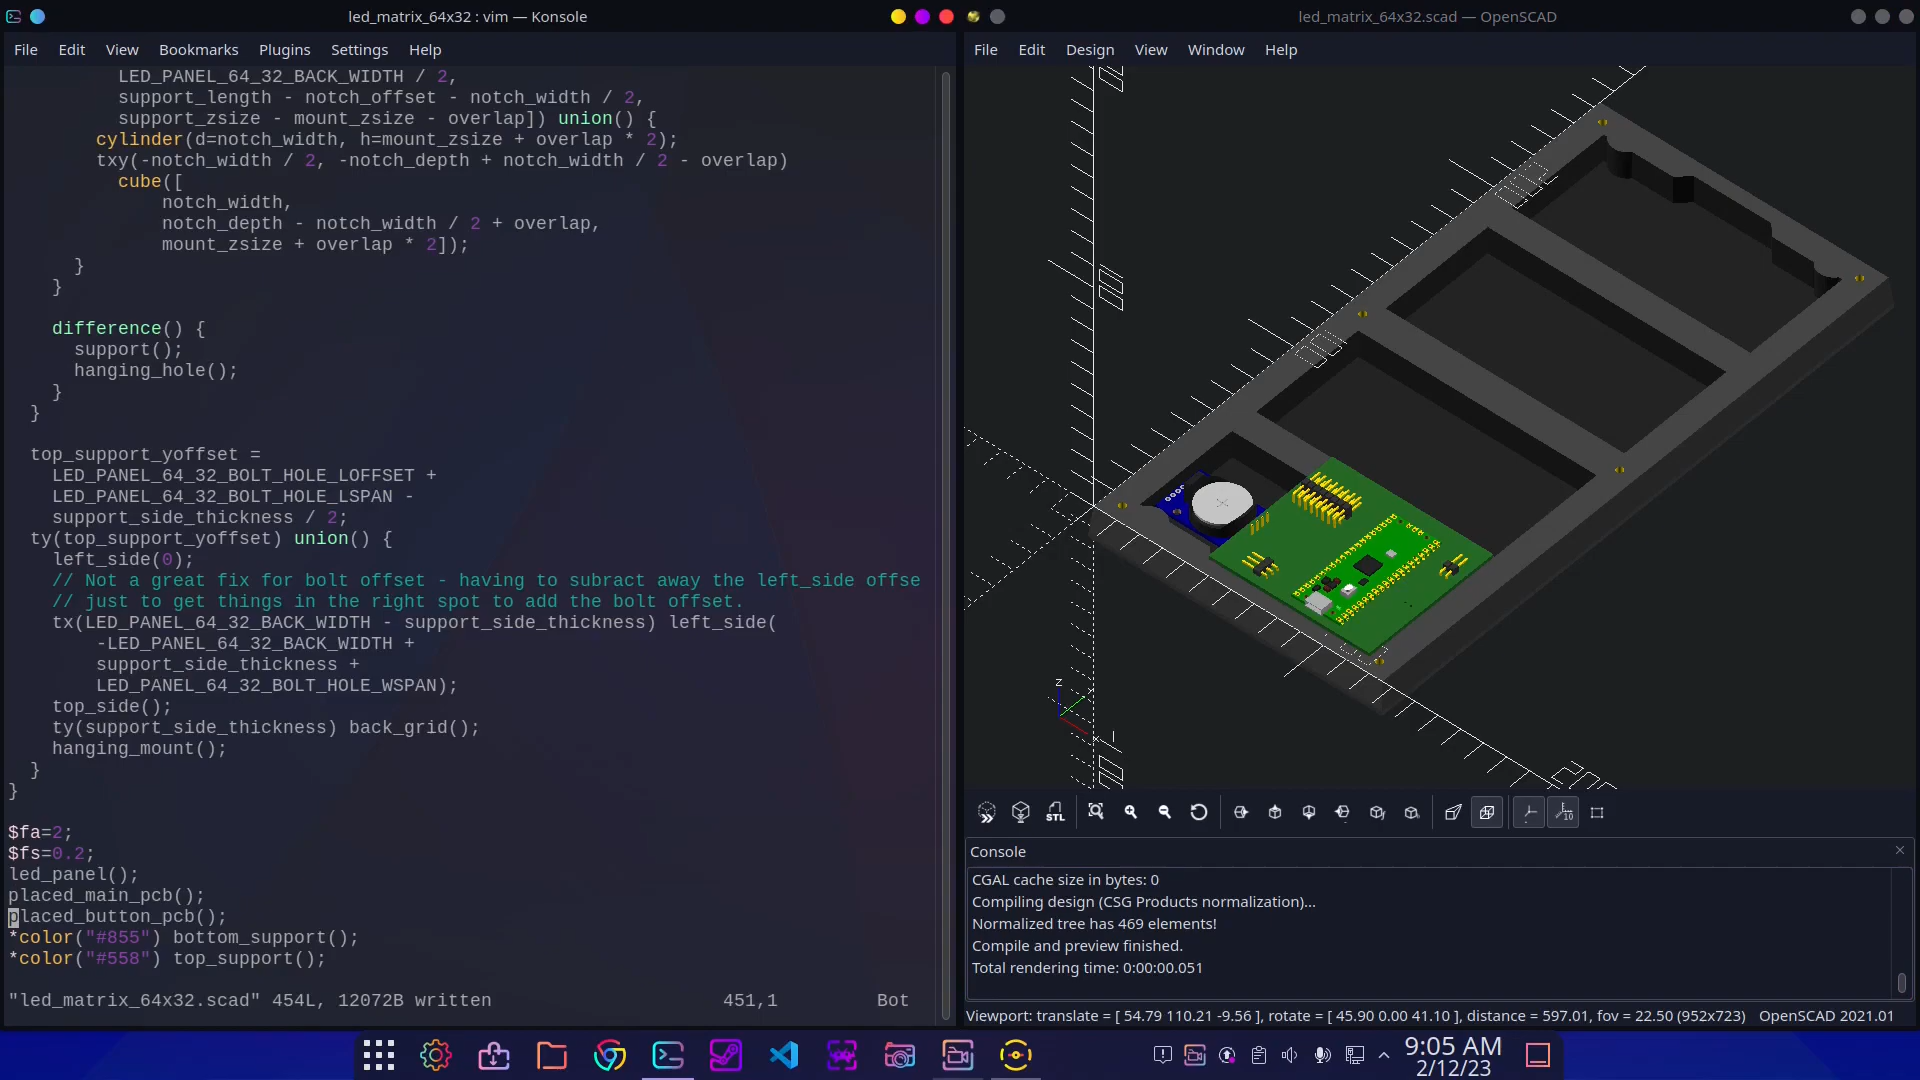 led_matrix_64x32 : vim — Konsole
File Edit View Bookmarks Plugins Settings Help
LED_PANEL_64_32_BACK_WIDTH / 2,
support_length - notch_offset - notch_width / 2,
support_zsize - mount_zsize - overlap]) union() {
cylinder(d=notch_width, h=mount_zsize + overlap * 2);
txy(-notch_width / 2, -notch_depth + notch_width / 2 - overlap)
cube([
notch_width,
notch_depth - notch_width / 2 + overlap,
mount_zsize + overlap * 2]);
}
}
difference() {
support();
hanging_hole();
}
}
top_support_yoffset =
LED_PANEL_64_32_BOLT_HOLE_LOFFSET +
LED_PANEL_64_32_BOLT_HOLE_LSPAN -
support_side_thickness / 2;
ty(top_support_yoffset) union() {
left_side(0);
// Not a great fix for bolt offset - having to subract away the left_side offse
// just to get things in the right spot to add the bolt offset.
tx(LED_PANEL_64_32_BACK_WIDTH - support_side_thickness) left_side(
-LED_PANEL_64_32_BACK_WIDTH +
support_side_thickness +
LED_PANEL_64_32_BOLT_HOLE_WSPAN);
top_side();
ty(support_side_thickness) back_grid();
hanging_mount();
}
}
$fa=2;
$fs=0.2;
led_panel();
placed_main_pcb();
placed_button_pcb();
*color("#855") bottom_support();
*color("#558") top_support();
"led_matrix_64x32.scad" 454L, 12072B written 451,1 Bot
led_matrix_64x32.scad — OpenSCAD
File Edit Design View Window Help
z
x
STL
10
Console
CGAL cache size in bytes: 0
Compiling design (CSG Products normalization)...
Normalized tree has 469 elements!
Compile and preview finished.
Total rendering time: 0:00:00.051
Viewport: translate = [ 54.79 110.21 -9.56 ], rotate = [ 45.90 0.00 41.10 ], distance = 597.01, fov = 22.50 (952x723) OpenSCAD 2021.01
9:05 AM
2/12/23